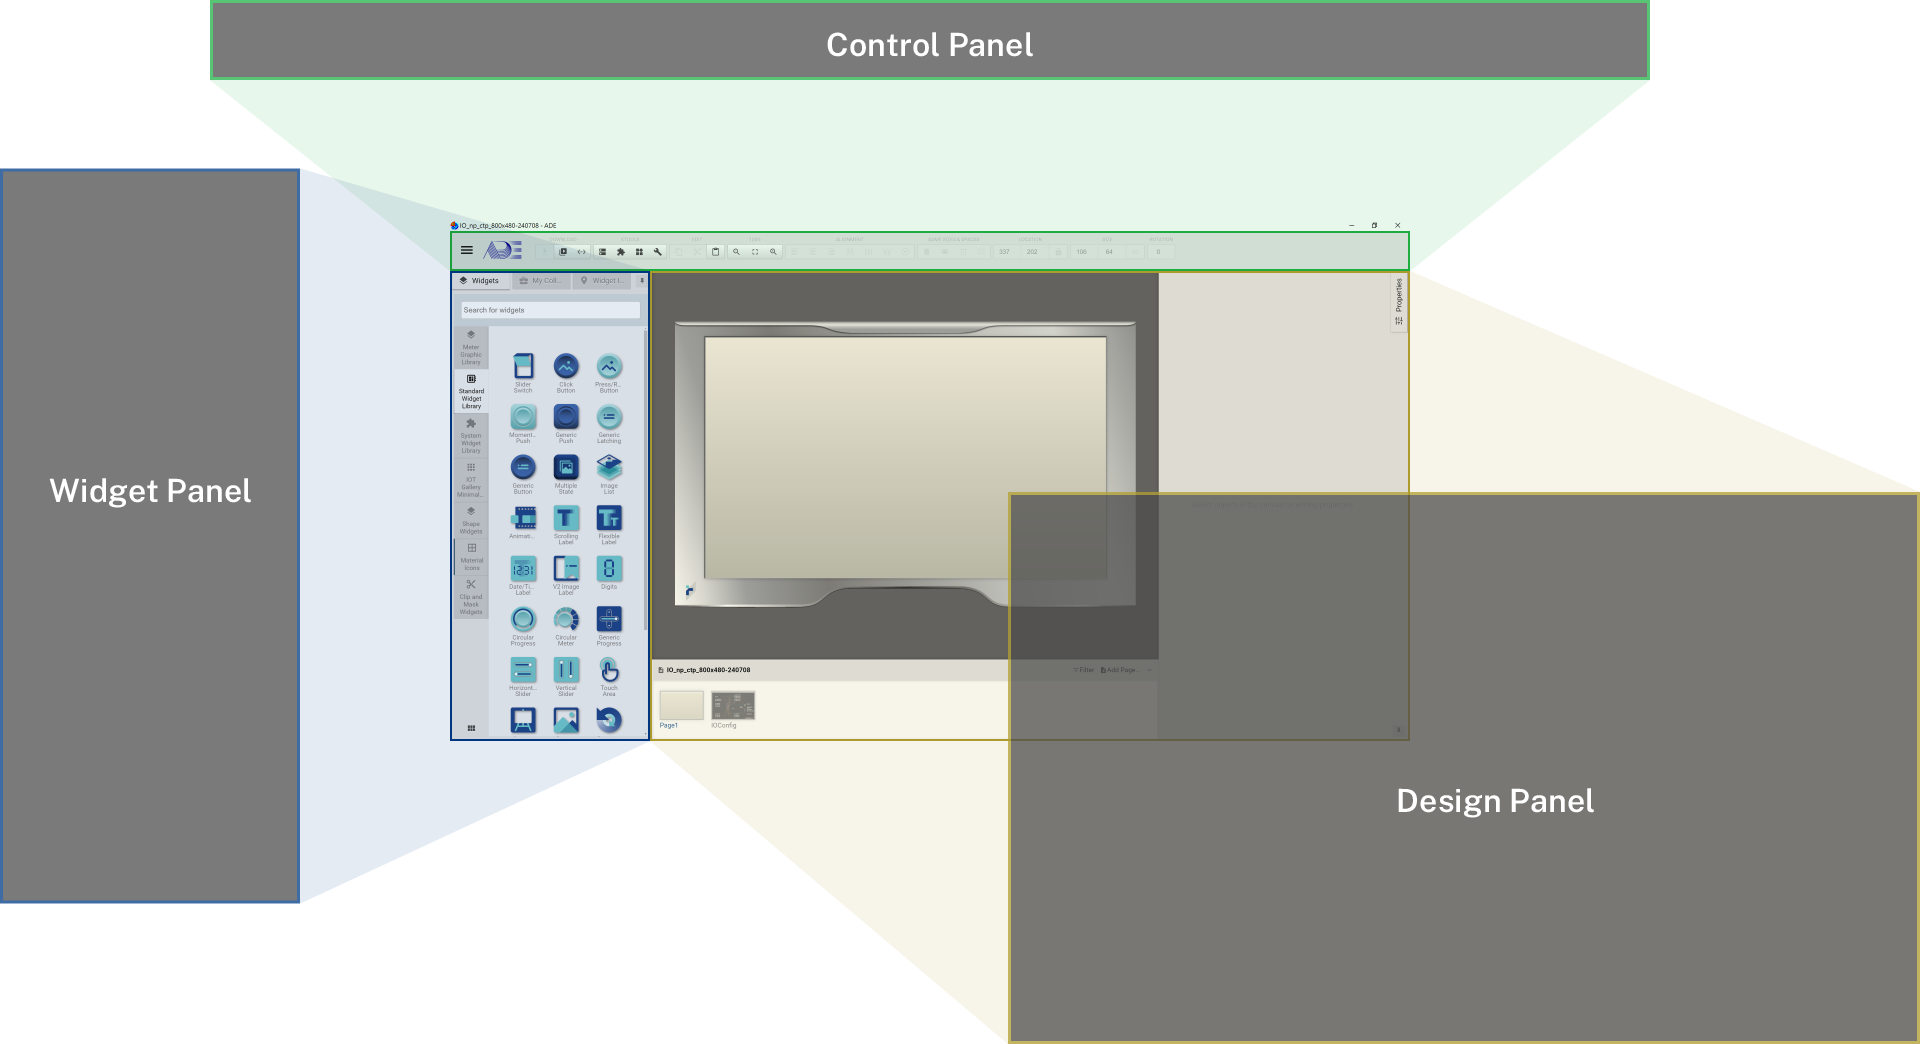 Control Panel
Widget Panel
Design Panel
IO_np_ctp_800x480-240708 - ADE
ADE
337
202
108
64
0
Widgets
My Coll...
Widget I...
Search for widgets
Meter
Graphic
Library
Standard
Widget
Library
System
Widget
Library
IOT
Gallery
Minimal...
Shape
Widgets
Material
Icons
Clip and
Mask
Widgets
Slider
Switch
Click
Button
Press/R...
Button
Moment...
Push
Generic
Push
Generic
Latching
Generic
Button
Multiple
State
Image
List
Animati...
Scrolling
Label
Flexible
Label
Date/Ti...
Label
V2 Image
Label
Digits
Circular
Progress
Circular
Meter
Generic
Progress
Horizont...
Slider
Vertical
Slider
Touch
Area
Properties
IO_np_ctp_800x480-240708
Filter
Add Page...
Page1
IOConfig